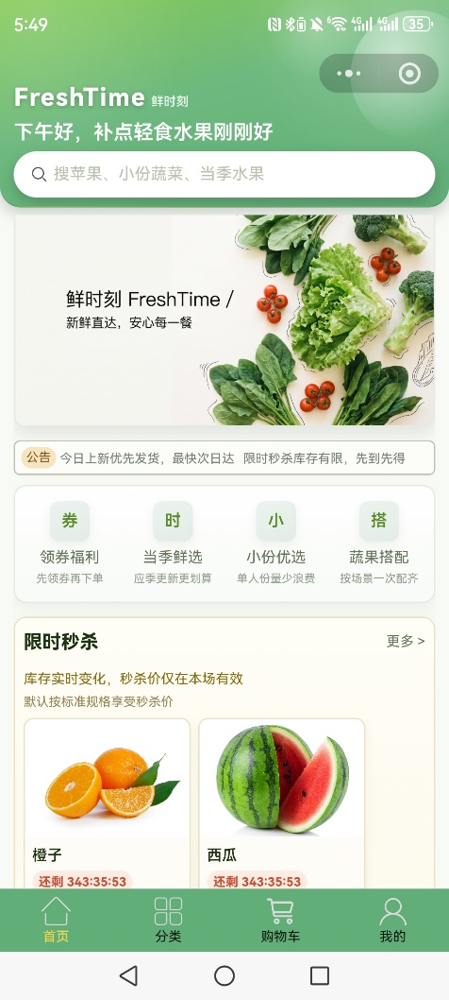 5:49
6 4G 4G 35
FreshTime 鲜时刻
下午好，补点轻食水果刚刚好
搜苹果、小份蔬菜、当季水果
鲜时刻 FreshTime /
新鲜直达，安心每一餐
公告 今日上新优先发货，最快次日达 限时秒杀库存有限，先到先得
券 时 小 搭
领券福利 当季鲜选 小份优选 蔬果搭配
先领券再下单 应季更新更划算 单人份量少浪费 按场景一次配齐
限时秒杀 更多 >
库存实时变化，秒杀价仅在本场有效
默认按标准规格享受秒杀价
橙子 西瓜
还剩 343:35:53 还剩 343:35:53
首页 分类 购物车 我的